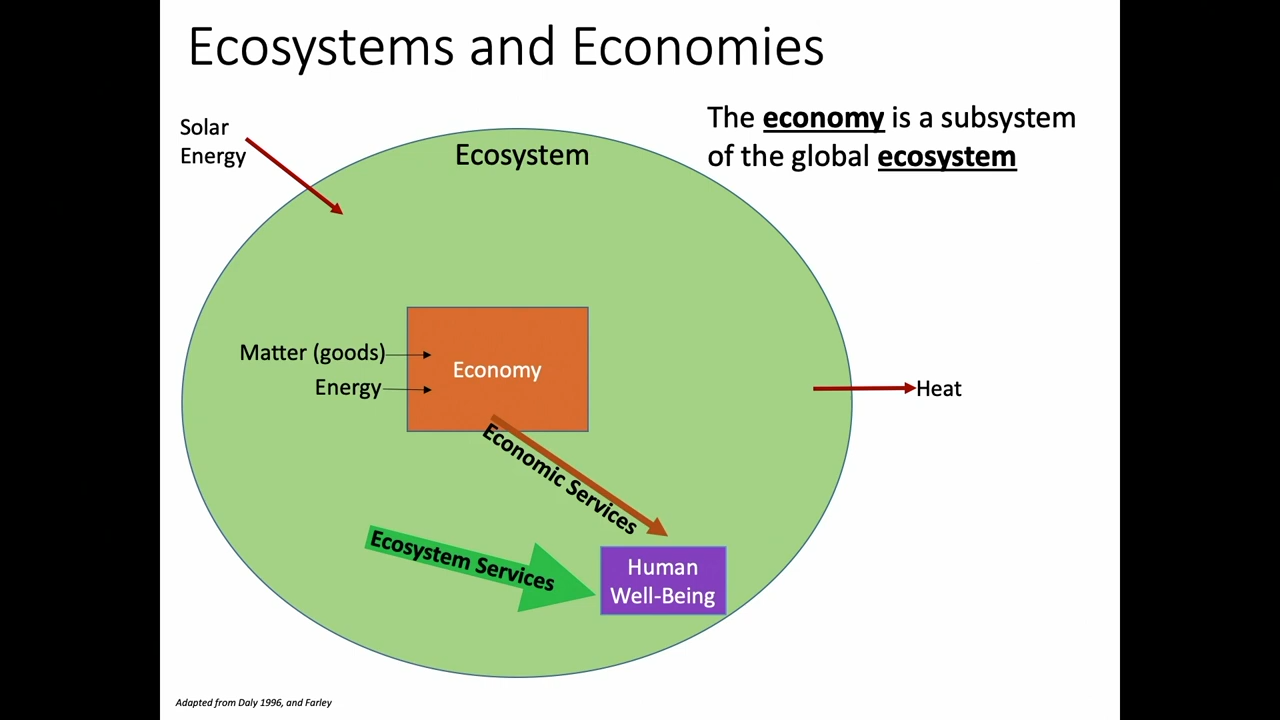 Ecosystems and Economies
Solar
Energy
Ecosystem
The economy is a subsystem
of the global ecosystem
Matter (goods)
Energy
Economy
Heat
Economic Services
Ecosystem Services
Human
Well-Being
Adapted from Daly 1996, and Farley